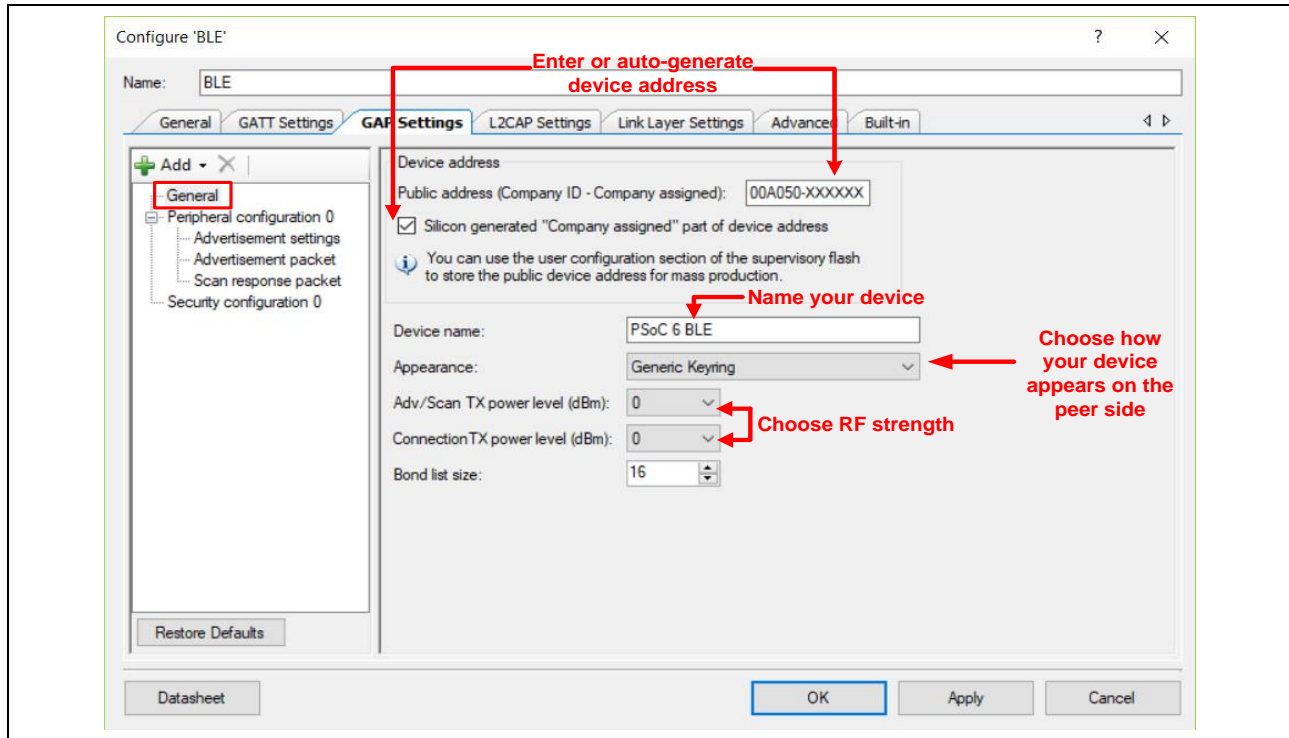 Configure 'BLE'
?
Enter or auto-generate
device address
Name:
BLE
General
GATT Settings
GAP Settings
L2CAP Settings
Link Layer Settings
Advanced
Built-in
Add
General
Peripheral configuration 0
Advertisement settings
Advertisement packet
Scan response packet
Security configuration 0
Restore Defaults
Device address
Public address (Company ID - Company assigned):
00A050-XXXXXX
Silicon generated "Company assigned" part of device address
You can use the user configuration section of the supervisory flash
to store the public device address for mass production.
Name your device
Device name:
PSoC 6 BLE
Appearance:
Generic Keyring
Choose how
your device
appears on the
peer side
Adv/Scan TX power level (dBm):
0
Choose RF strength
Connection TX power level (dBm):
0
Bond list size:
16
Datasheet
OK
Apply
Cancel